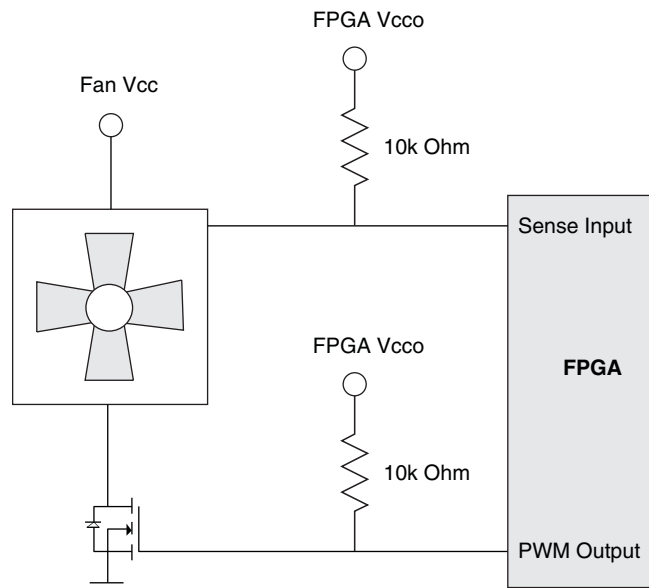 FPGA Vcco
Fan Vcc
10k Ohm
Sense Input
FPGA Vcco
FPGA
10k Ohm
PWM Output